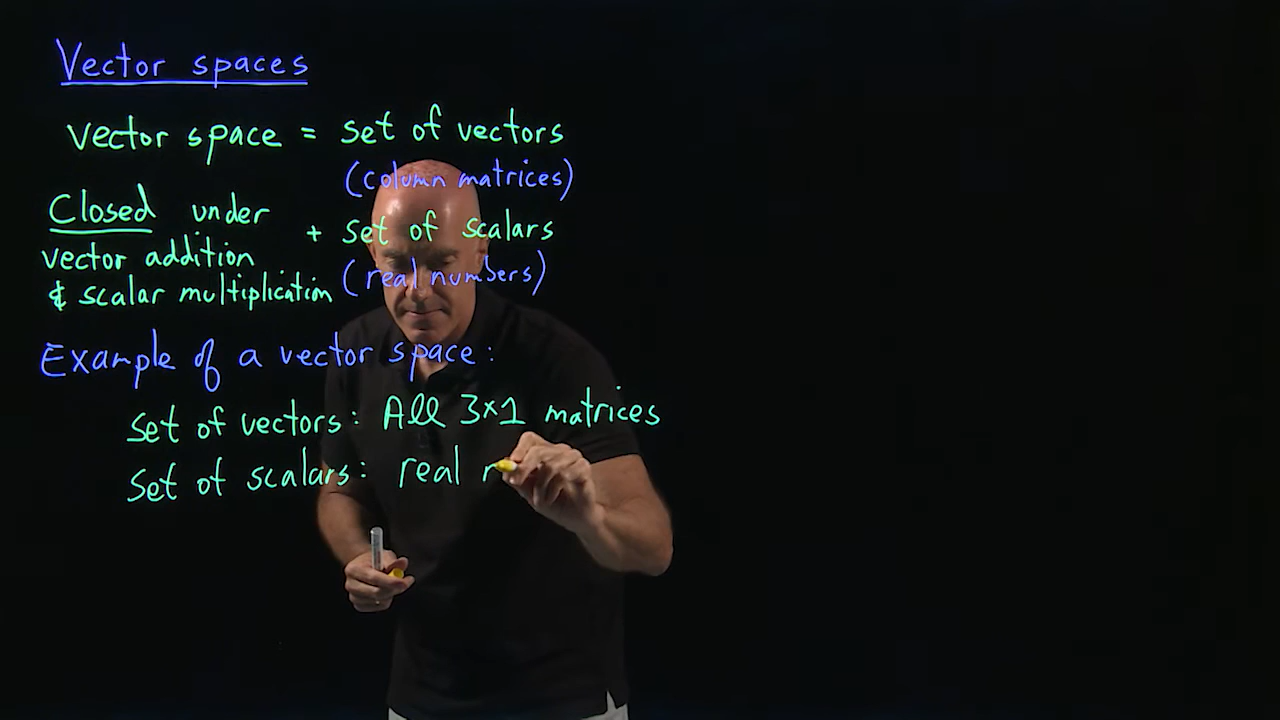 Vector spaces
vector space = set of vectors
(column matrices)
Closed under
+ set of scalars
vector addition
(real numbers)
& scalar multiplication
Example of a vector space:
Set of vectors: All 3×1 matrices
Set of scalars: real